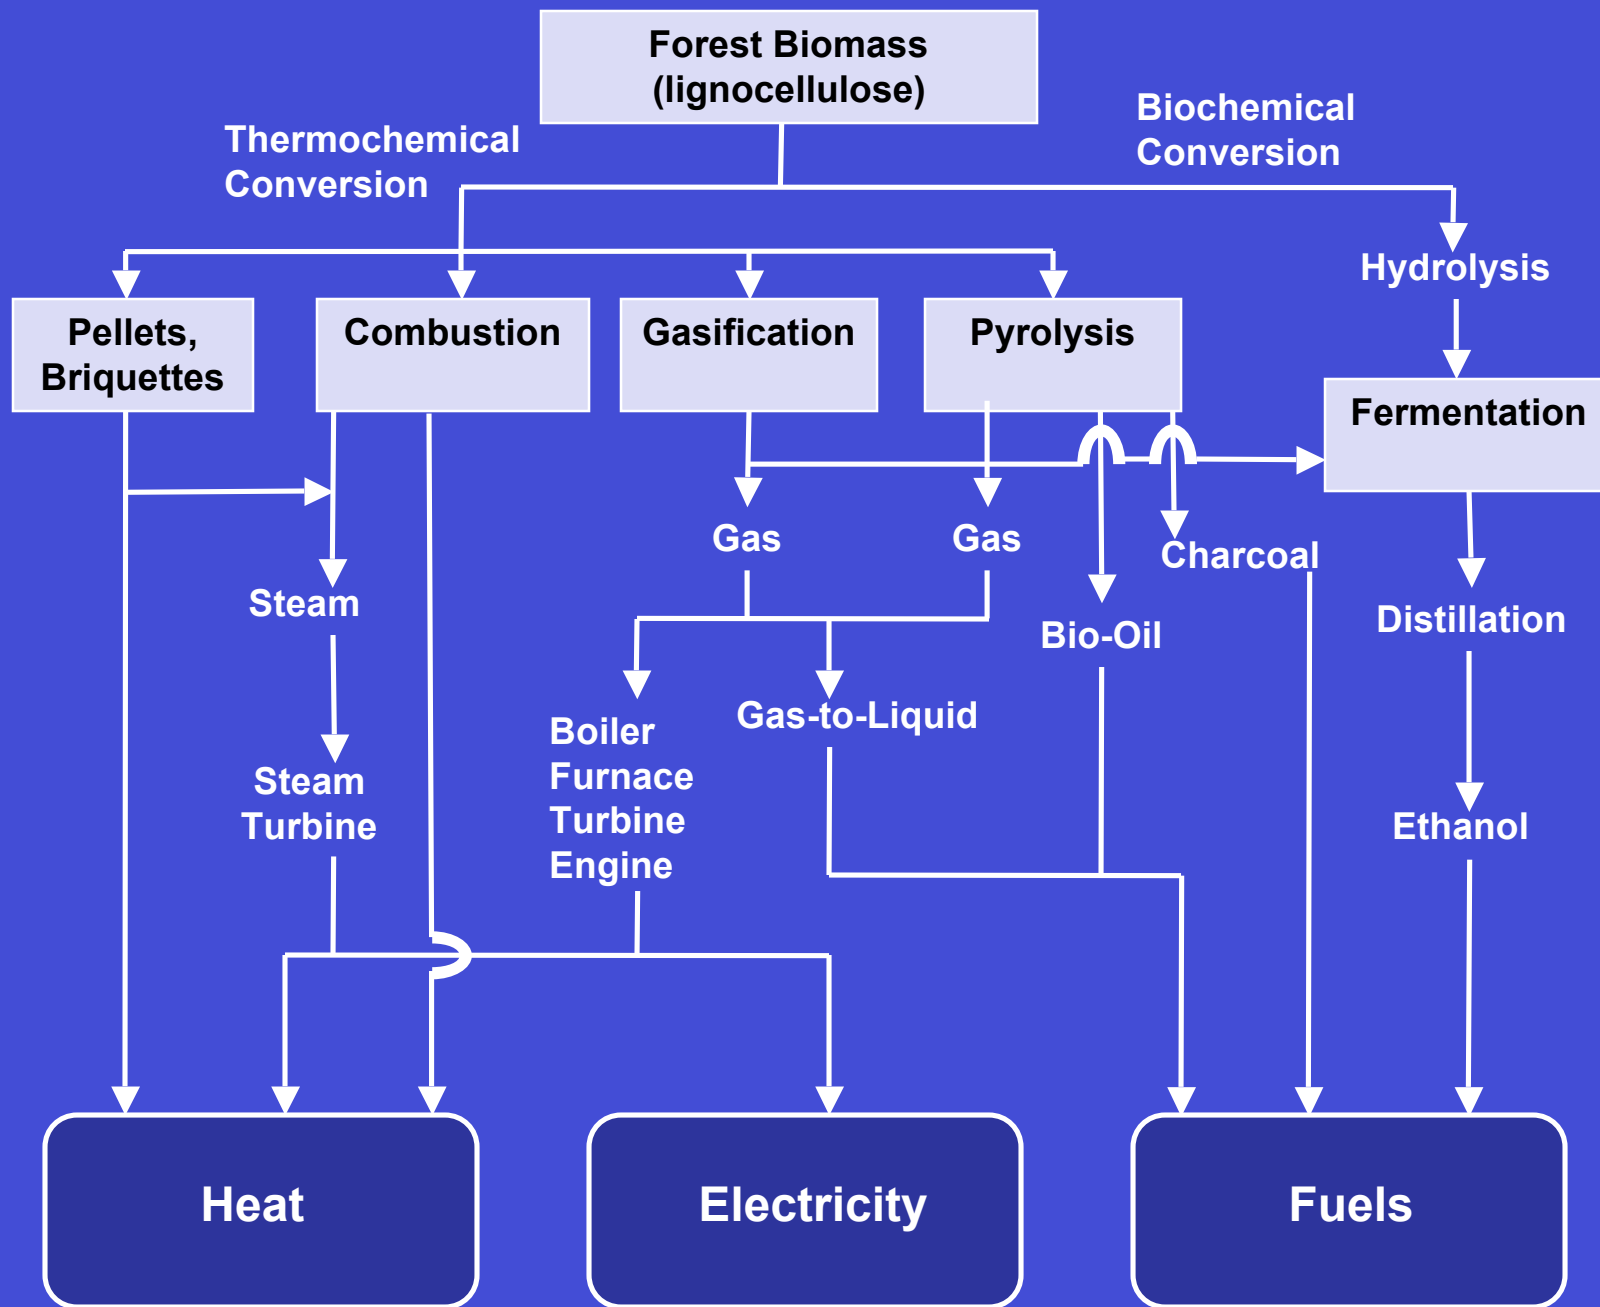 Forest Biomass
(lignocellulose)
Thermochemical
Conversion
Biochemical
Conversion
Hydrolysis
Pellets,
Briquettes
Combustion
Gasification
Pyrolysis
Fermentation
Gas
Gas
Charcoal
Steam
Bio-Oil
Distillation
Boiler
Furnace
Turbine
Engine
Gas-to-Liquid
Steam
Turbine
Ethanol
Heat
Electricity
Fuels